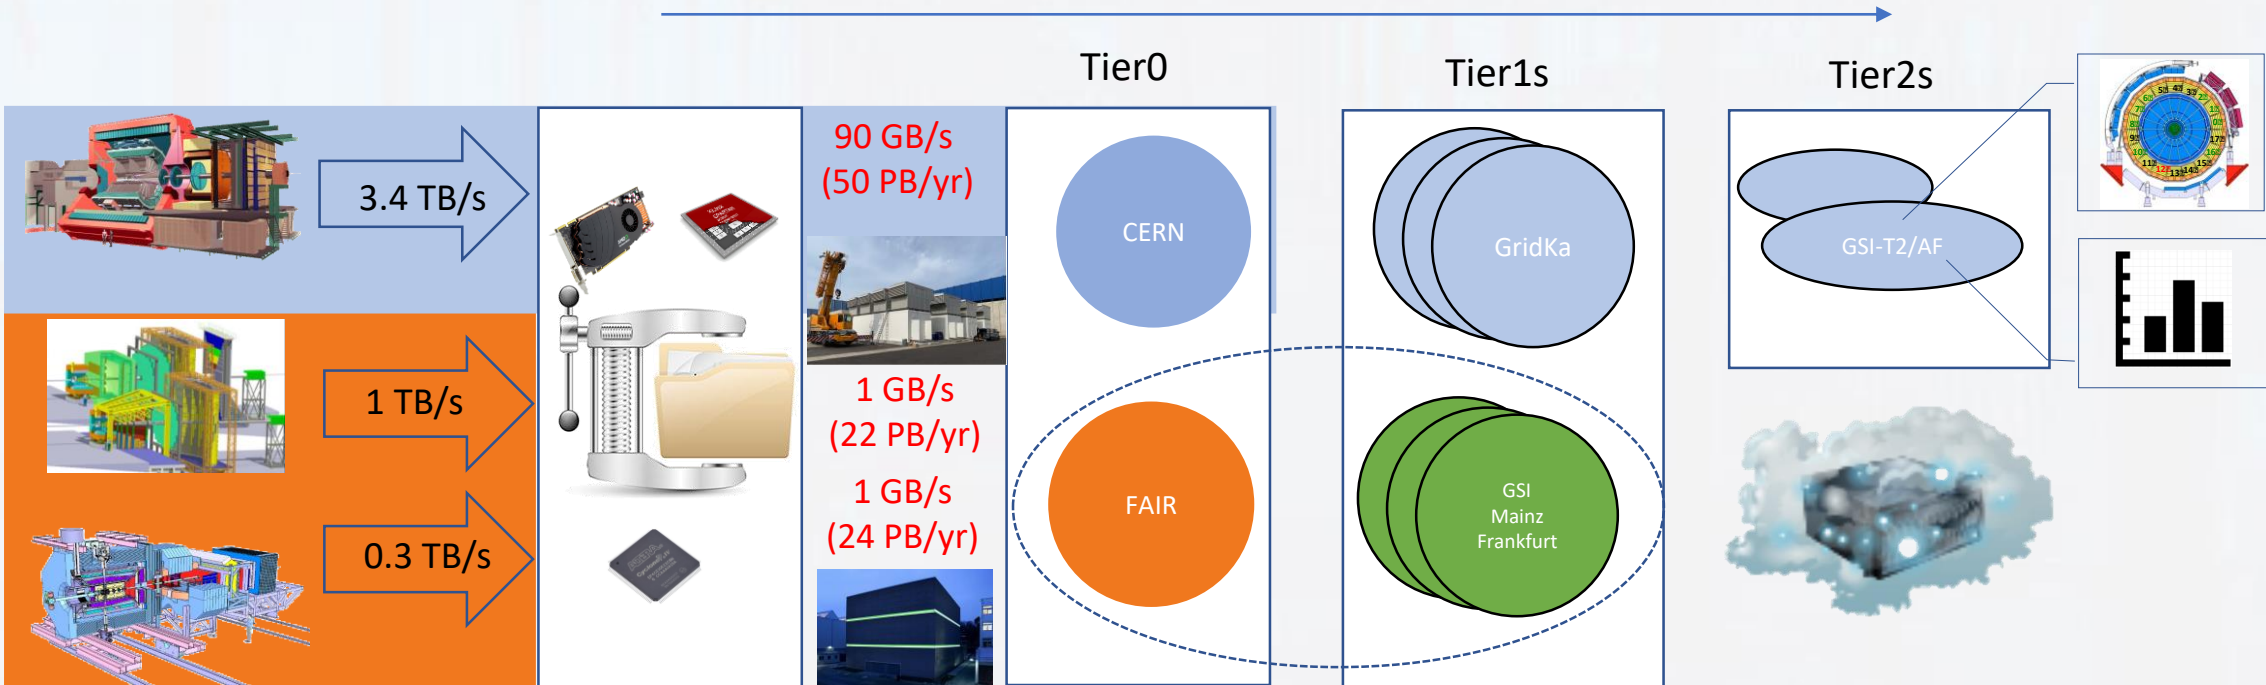 Tier0
Tier1s
Tier2s
3.4 TB/s
90 GB/s
(50 PB/yr)
CERN
GridKa
GSI-T2/AF
1 TB/s
1 GB/s
(22 PB/yr)
0.3 TB/s
1 GB/s
(24 PB/yr)
FAIR
GSI
Mainz
Frankfurt